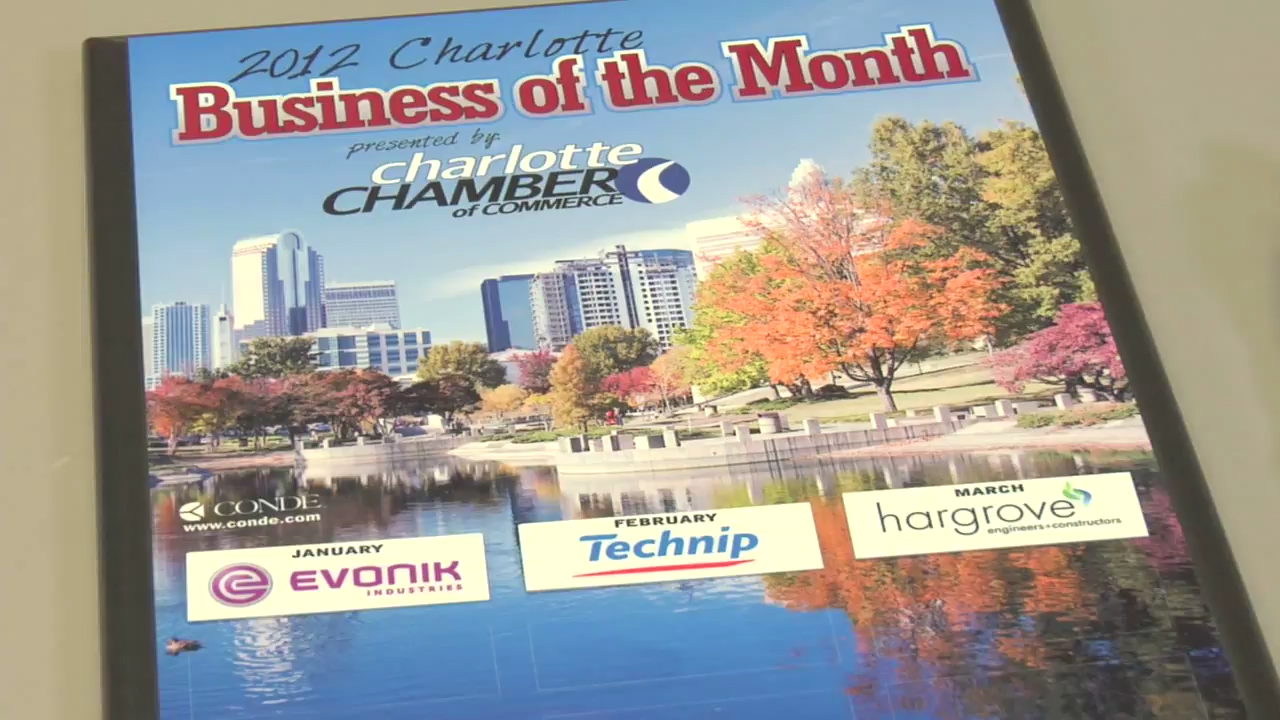 2012 Charlotte
Business of the Month
presented by:
charlotte
CHAMBER
of COMMERCE
CONDE
www.conde.com
JANUARY
EVONIK
INDUSTRIES
FEBRUARY
Technip
MARCH
hargrove
engineers+constructors